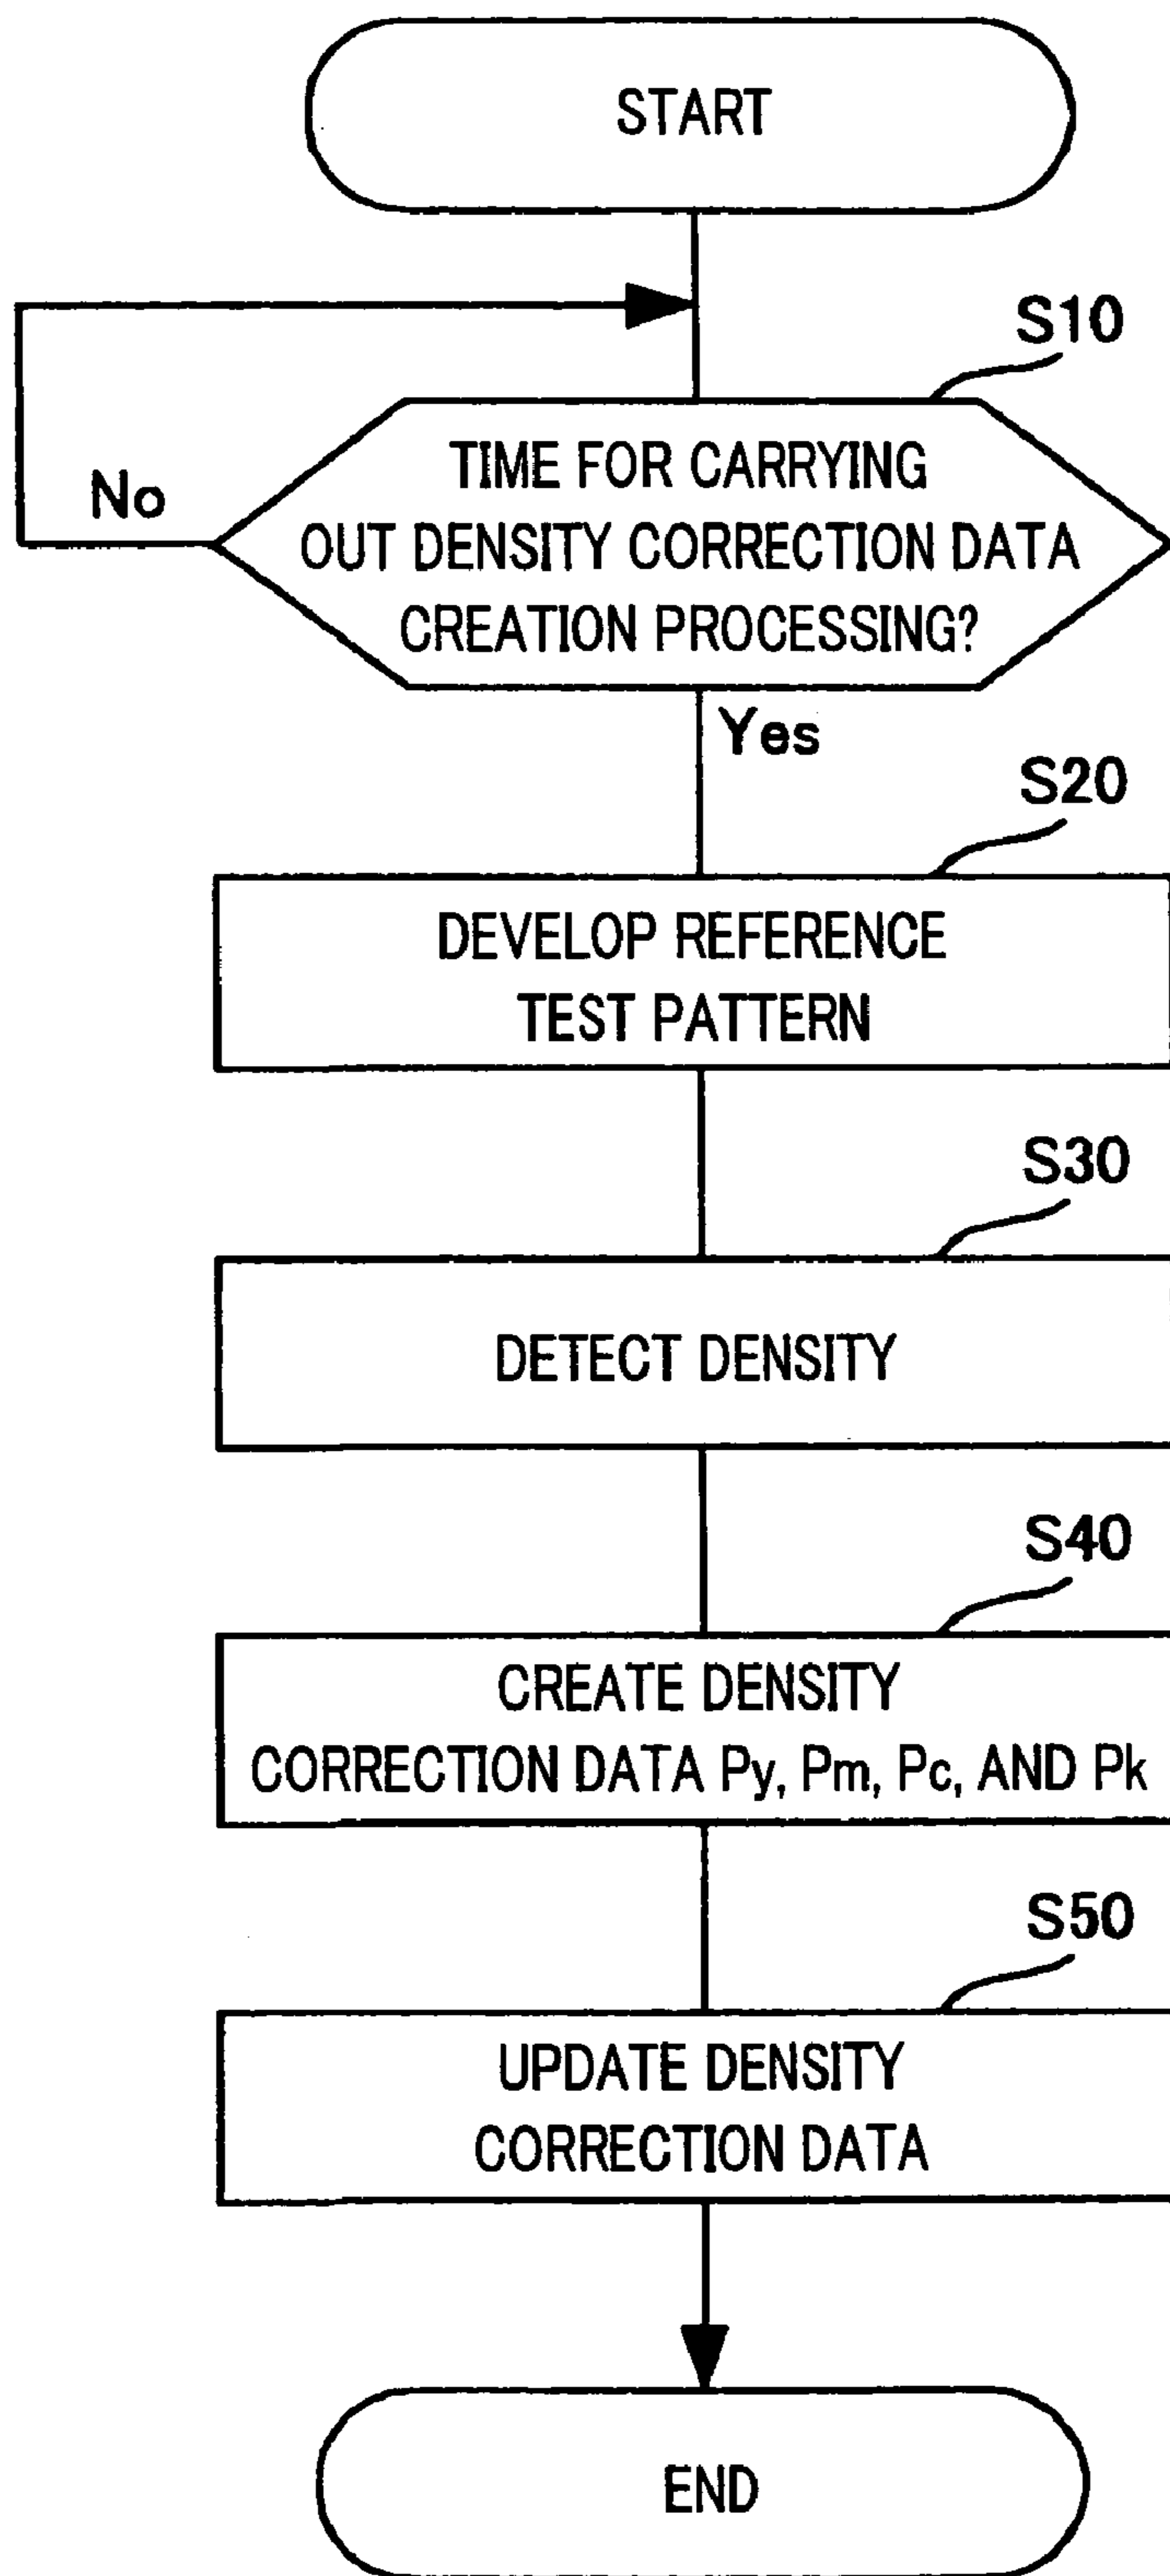 START
S10
TIME FOR CARRYING
OUT DENSITY CORRECTION DATA
CREATION PROCESSING?
No
Yes
S20
DEVELOP REFERENCE
TEST PATTERN
S30
DETECT DENSITY
S40
CREATE DENSITY
CORRECTION DATA Py, Pm, Pc, AND Pk
S50
UPDATE DENSITY
CORRECTION DATA
END